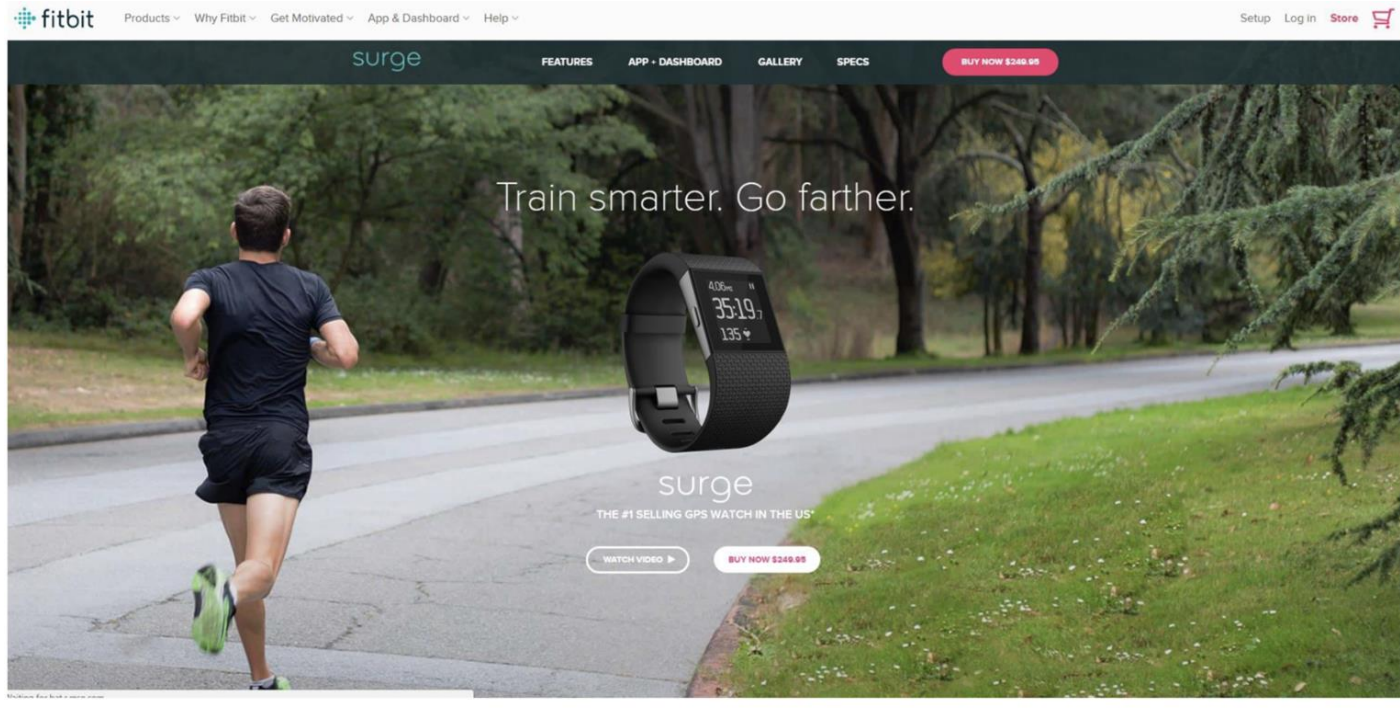 fitbit
Products Why Fitbit Get Motivated App & Dashboard Help Setup Log in Store
surge FEATURES APP + DASHBOARD GALLERY SPECS BUY NOW $249.95
Train smarter. Go farther.
4.06
35:19.7
135
surge
THE #1 SELLING GPS WATCH IN THE US*
WATCH VIDEO BUY NOW $249.95